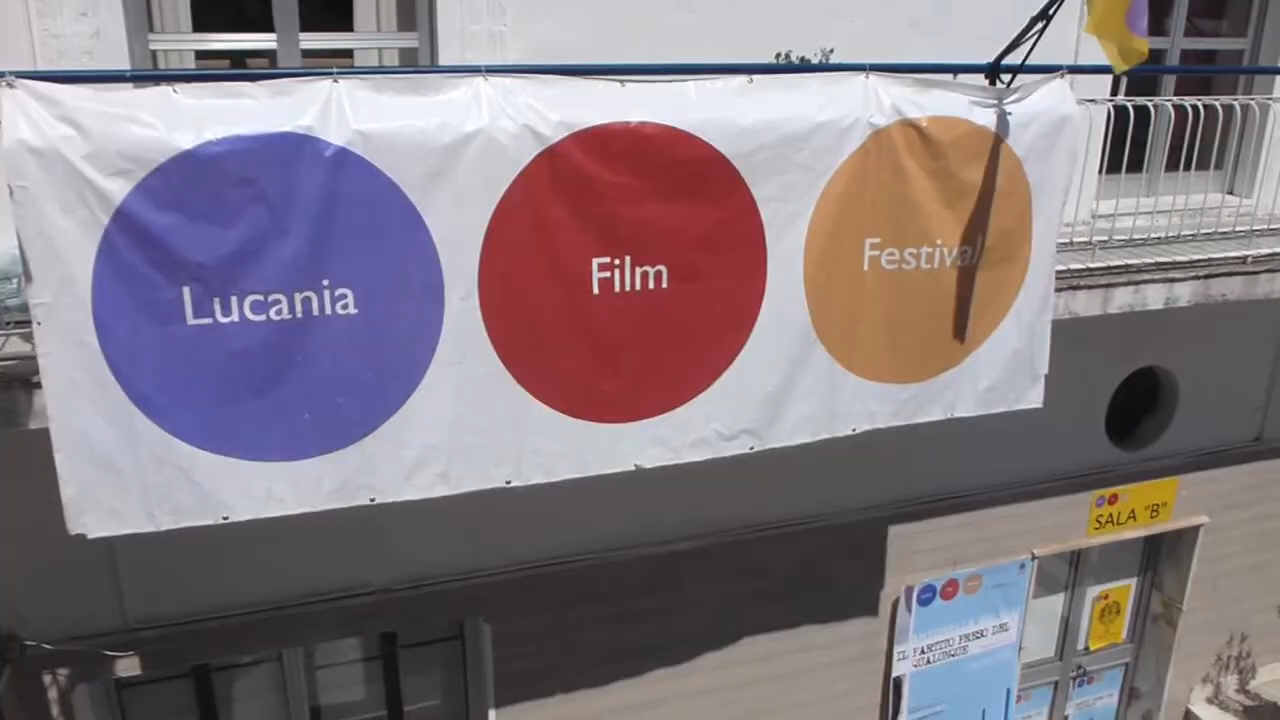 Lucania
Film
Festival
SALA "B"
IL PARTITO PRESO DEL
QUALUNQUE